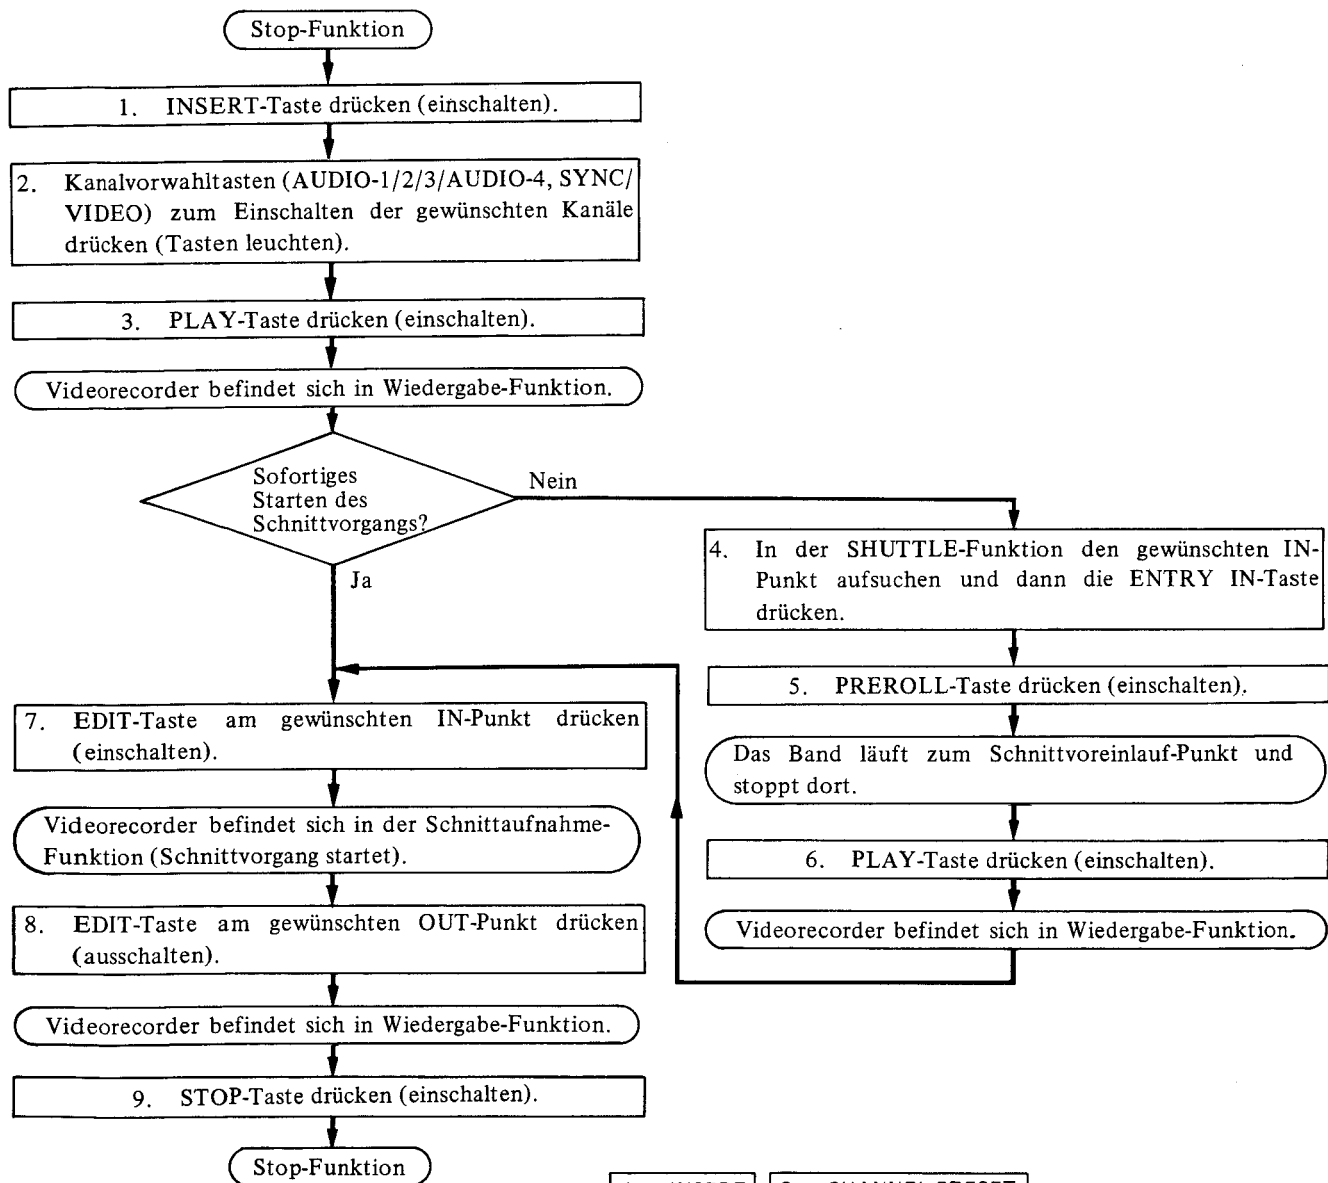 Stop-Funktion
1. INSERT-Taste drücken (einschalten).
2. Kanalvorwahltasten (AUDIO-1/2/3/AUDIO-4, SYNC/
VIDEO) zum Einschalten der gewünschten Kanäle
drücken (Tasten leuchten).
3. PLAY-Taste drücken (einschalten).
Videorecorder befindet sich in Wiedergabe-Funktion.
Sofortiges
Starten des
Schnittvorgangs?
Nein
Ja
4. In der SHUTTLE-Funktion den gewünschten IN-
Punkt aufsuchen und dann die ENTRY IN-Taste
drücken.
5. PREROLL-Taste drücken (einschalten).
Das Band läuft zum Schnittvoreinlauf-Punkt und
stoppt dort.
6. PLAY-Taste drücken (einschalten).
Videorecorder befindet sich in Wiedergabe-Funktion.
7. EDIT-Taste am gewünschten IN-Punkt drücken
(einschalten).
Videorecorder befindet sich in der Schnittaufnahme-
Funktion (Schnittvorgang startet).
8. EDIT-Taste am gewünschten OUT-Punkt drücken
(ausschalten).
Videorecorder befindet sich in Wiedergabe-Funktion.
9. STOP-Taste drücken (einschalten).
Stop-Funktion